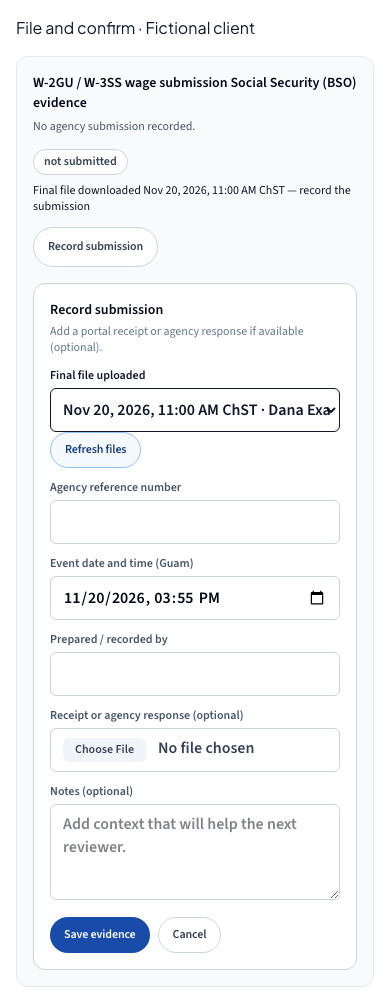 File and confirm · Fictional client
W-2GU / W-3SS wage submission Social Security (BSO)
evidence
No agency submission recorded.
not submitted
Final file downloaded Nov 20, 2026, 11:00 AM ChST — record the
submission
Record submission
Record submission
Add a portal receipt or agency response if available
(optional).
Final file uploaded
Nov 20, 2026, 11:00 AM ChST · Dana Exa
Refresh files
Agency reference number
Event date and time (Guam)
11/20/2026, 03:55 PM
Prepared / recorded by
Receipt or agency response (optional)
Choose File No file chosen
Notes (optional)
Add context that will help the next
reviewer.
Save evidence Cancel